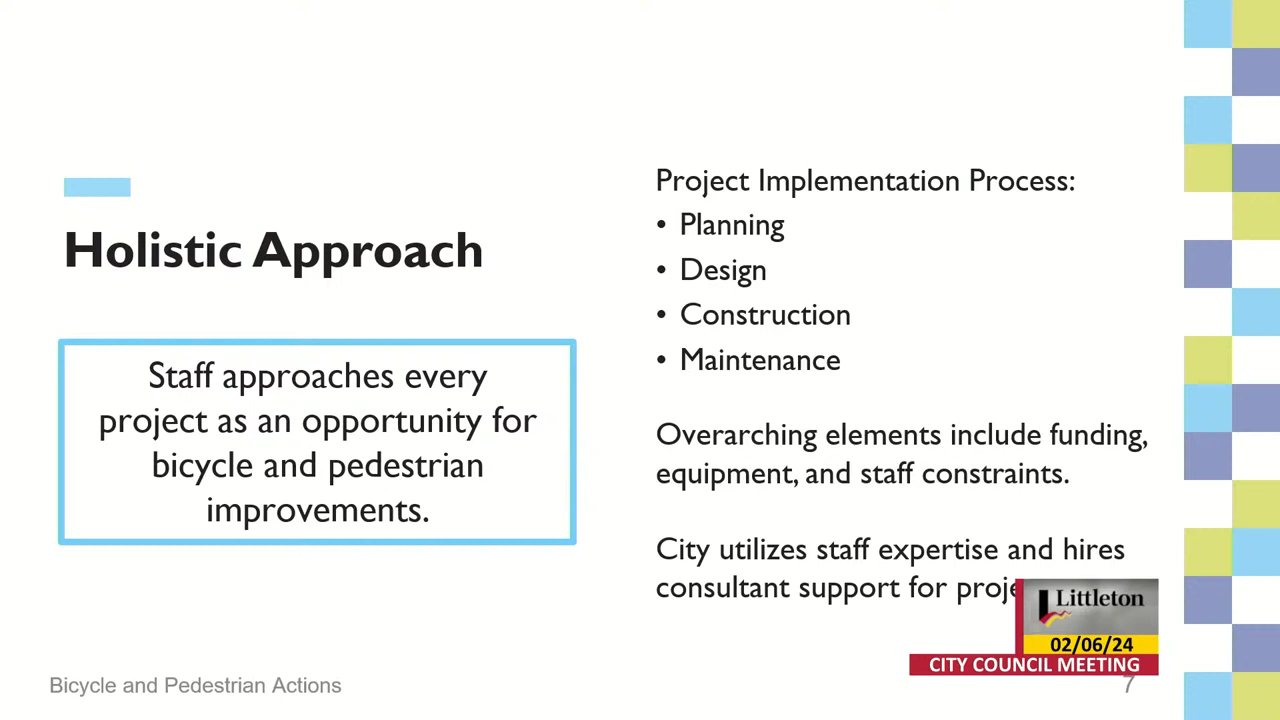 Holistic Approach
Staff approaches every
project as an opportunity for
bicycle and pedestrian
improvements.
Project Implementation Process:
• Planning
• Design
• Construction
• Maintenance
Overarching elements include funding,
equipment, and staff constraints.
City utilizes staff expertise and hires
consultant support for
Littleton
02/06/24
CITY COUNCIL MEETING
Bicycle and Pedestrian Actions
7